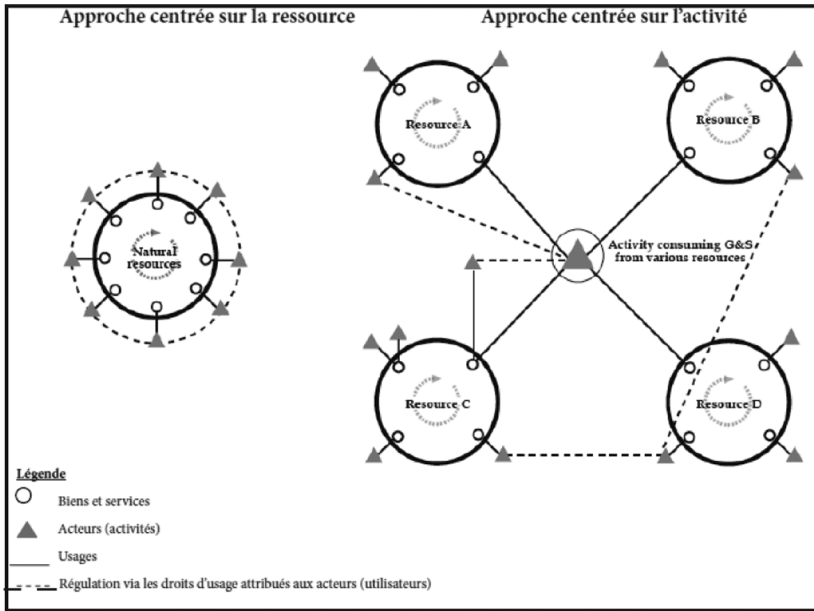 Approche centrée sur la ressource
Approche centrée sur l'activité
Resource A
Resource B
Natural
resources
Activity consuming G&S
from various resources
Resource C
Resource D
Légende
Biens et services
Acteurs (activités)
Usages
Régulation via les droits d'usage attribués aux acteurs (utilisateurs)